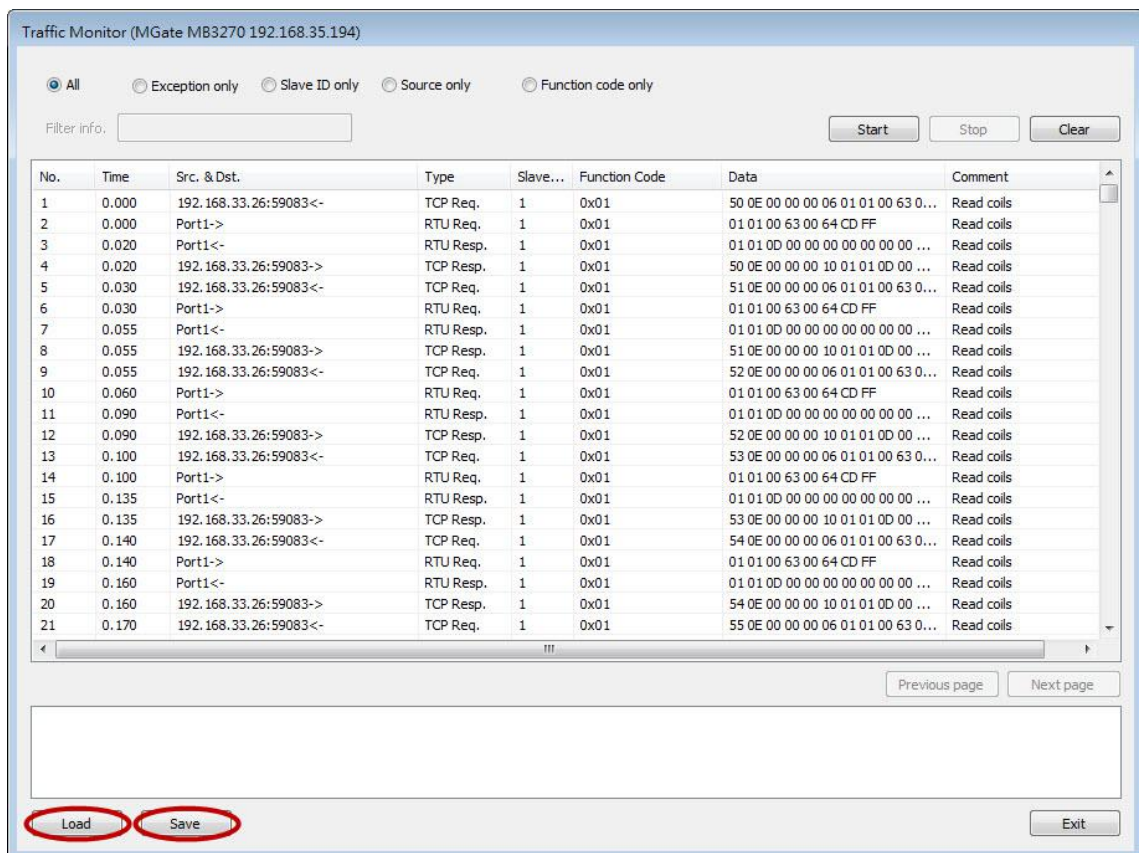 Traffic Monitor (MGate MB3270 192.168.35.194)
All Exception only Slave ID only Source only Function code only
Filter info. Start Stop Clear
No. Time Src. & Dst. Type Slave... Function Code Data Comment
1 0.000 192.168.33.26:59083<- TCP Req. 1 0x01 50 0E 00 00 00 06 01 01 00 63 0... Read coils
2 0.000 Port1-> RTU Req. 1 0x01 01 01 00 63 00 64 CD FF Read coils
3 0.020 Port1<- RTU Resp. 1 0x01 01 01 0D 00 00 00 00 00 00 00 ... Read coils
4 0.020 192.168.33.26:59083-> TCP Resp. 1 0x01 50 0E 00 00 00 10 01 01 0D 00 ... Read coils
5 0.030 192.168.33.26:59083<- TCP Req. 1 0x01 51 0E 00 00 00 06 01 01 00 63 0... Read coils
6 0.030 Port1-> RTU Req. 1 0x01 01 01 00 63 00 64 CD FF Read coils
7 0.055 Port1<- RTU Resp. 1 0x01 01 01 0D 00 00 00 00 00 00 00 ... Read coils
8 0.055 192.168.33.26:59083-> TCP Resp. 1 0x01 51 0E 00 00 00 10 01 01 0D 00 ... Read coils
9 0.055 192.168.33.26:59083<- TCP Req. 1 0x01 52 0E 00 00 00 06 01 01 00 63 0... Read coils
10 0.060 Port1-> RTU Req. 1 0x01 01 01 00 63 00 64 CD FF Read coils
11 0.090 Port1<- RTU Resp. 1 0x01 01 01 0D 00 00 00 00 00 00 00 ... Read coils
12 0.090 192.168.33.26:59083-> TCP Resp. 1 0x01 52 0E 00 00 00 10 01 01 0D 00 ... Read coils
13 0.100 192.168.33.26:59083<- TCP Req. 1 0x01 53 0E 00 00 00 06 01 01 00 63 0... Read coils
14 0.100 Port1-> RTU Req. 1 0x01 01 01 00 63 00 64 CD FF Read coils
15 0.135 Port1<- RTU Resp. 1 0x01 01 01 0D 00 00 00 00 00 00 00 ... Read coils
16 0.135 192.168.33.26:59083-> TCP Resp. 1 0x01 53 0E 00 00 00 10 01 01 0D 00 ... Read coils
17 0.140 192.168.33.26:59083<- TCP Req. 1 0x01 54 0E 00 00 00 06 01 01 00 63 0... Read coils
18 0.140 Port1-> RTU Req. 1 0x01 01 01 00 63 00 64 CD FF Read coils
19 0.160 Port1<- RTU Resp. 1 0x01 01 01 0D 00 00 00 00 00 00 00 ... Read coils
20 0.160 192.168.33.26:59083-> TCP Resp. 1 0x01 54 0E 00 00 00 10 01 01 0D 00 ... Read coils
21 0.170 192.168.33.26:59083<- TCP Req. 1 0x01 55 0E 00 00 00 06 01 01 00 63 0... Read coils
Previous page Next page
Load Save Exit